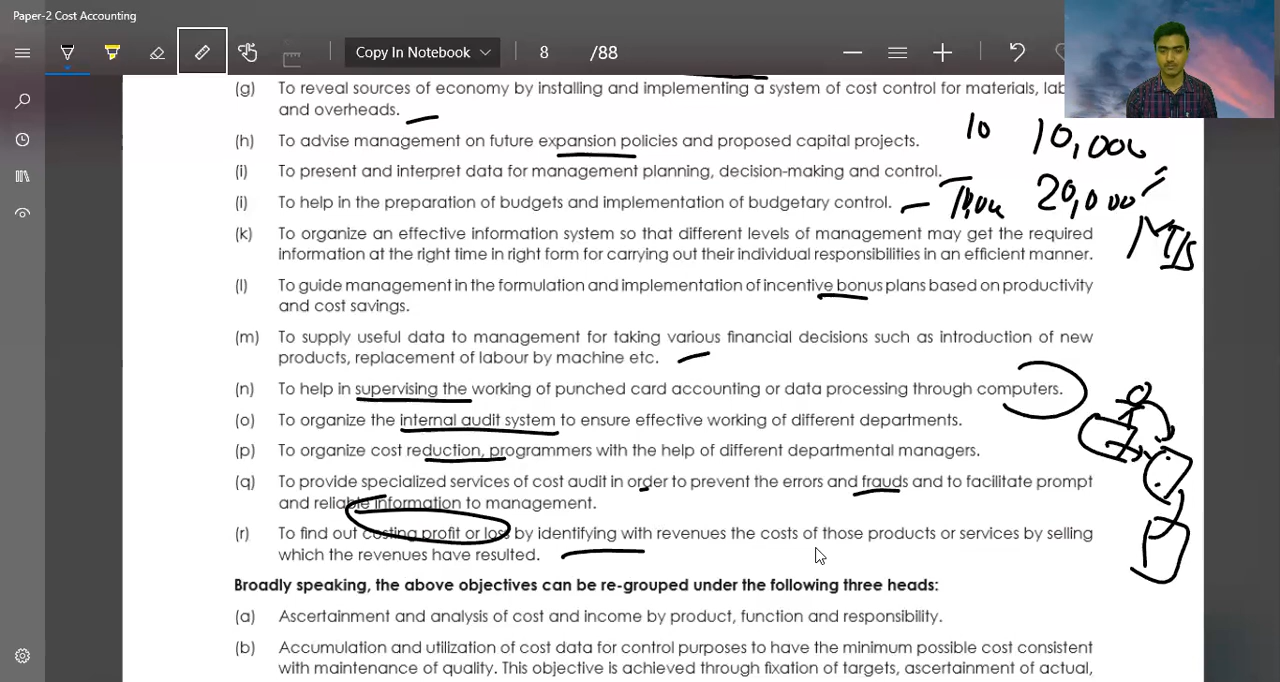 Paper-2 Cost Accounting
Copy In Notebook
8 /88
(g) To reveal sources of economy by installing and implementing a system of cost control for materials,
and overheads.
10 10,000
(h) To advise management on future expansion policies and proposed capital projects.
(i) To present and interpret data for management planning, decision-making and control.
20,000
(i) To help in the preparation of budgets and implementation of budgetary control.
(k) To organize an effective information system so that different levels of management may get the required
information at the right time in right form for carrying out their individual responsibilities in an efficient manner.
(l) To guide management in the formulation and implementation of incentive bonus plans based on productivity
and cost savings.
(m) To supply useful data to management for taking various financial decisions such as introduction of new
products, replacement of labour by machine etc.
(n) To help in supervising the working of punched card accounting or data processing through computers.
(o) To organize the internal audit system to ensure effective working of different departments.
(p) To organize cost reduction, programmers with the help of different departmental managers.
(q) To provide specialized services of cost audit in order to prevent the errors and frauds and to facilitate prompt
and reliable information to management.
(r) To find out costing profit or loss by identifying with revenues the costs of those products or services by selling
which the revenues have resulted.
Broadly speaking, the above objectives can be re-grouped under the following three heads:
(a) Ascertainment and analysis of cost and income by product, function and responsibility.
(b) Accumulation and utilization of cost data for control purposes to have the minimum possible cost consistent
with maintenance of quality. This objective is achieved through fixation of targets, ascertainment of actual,